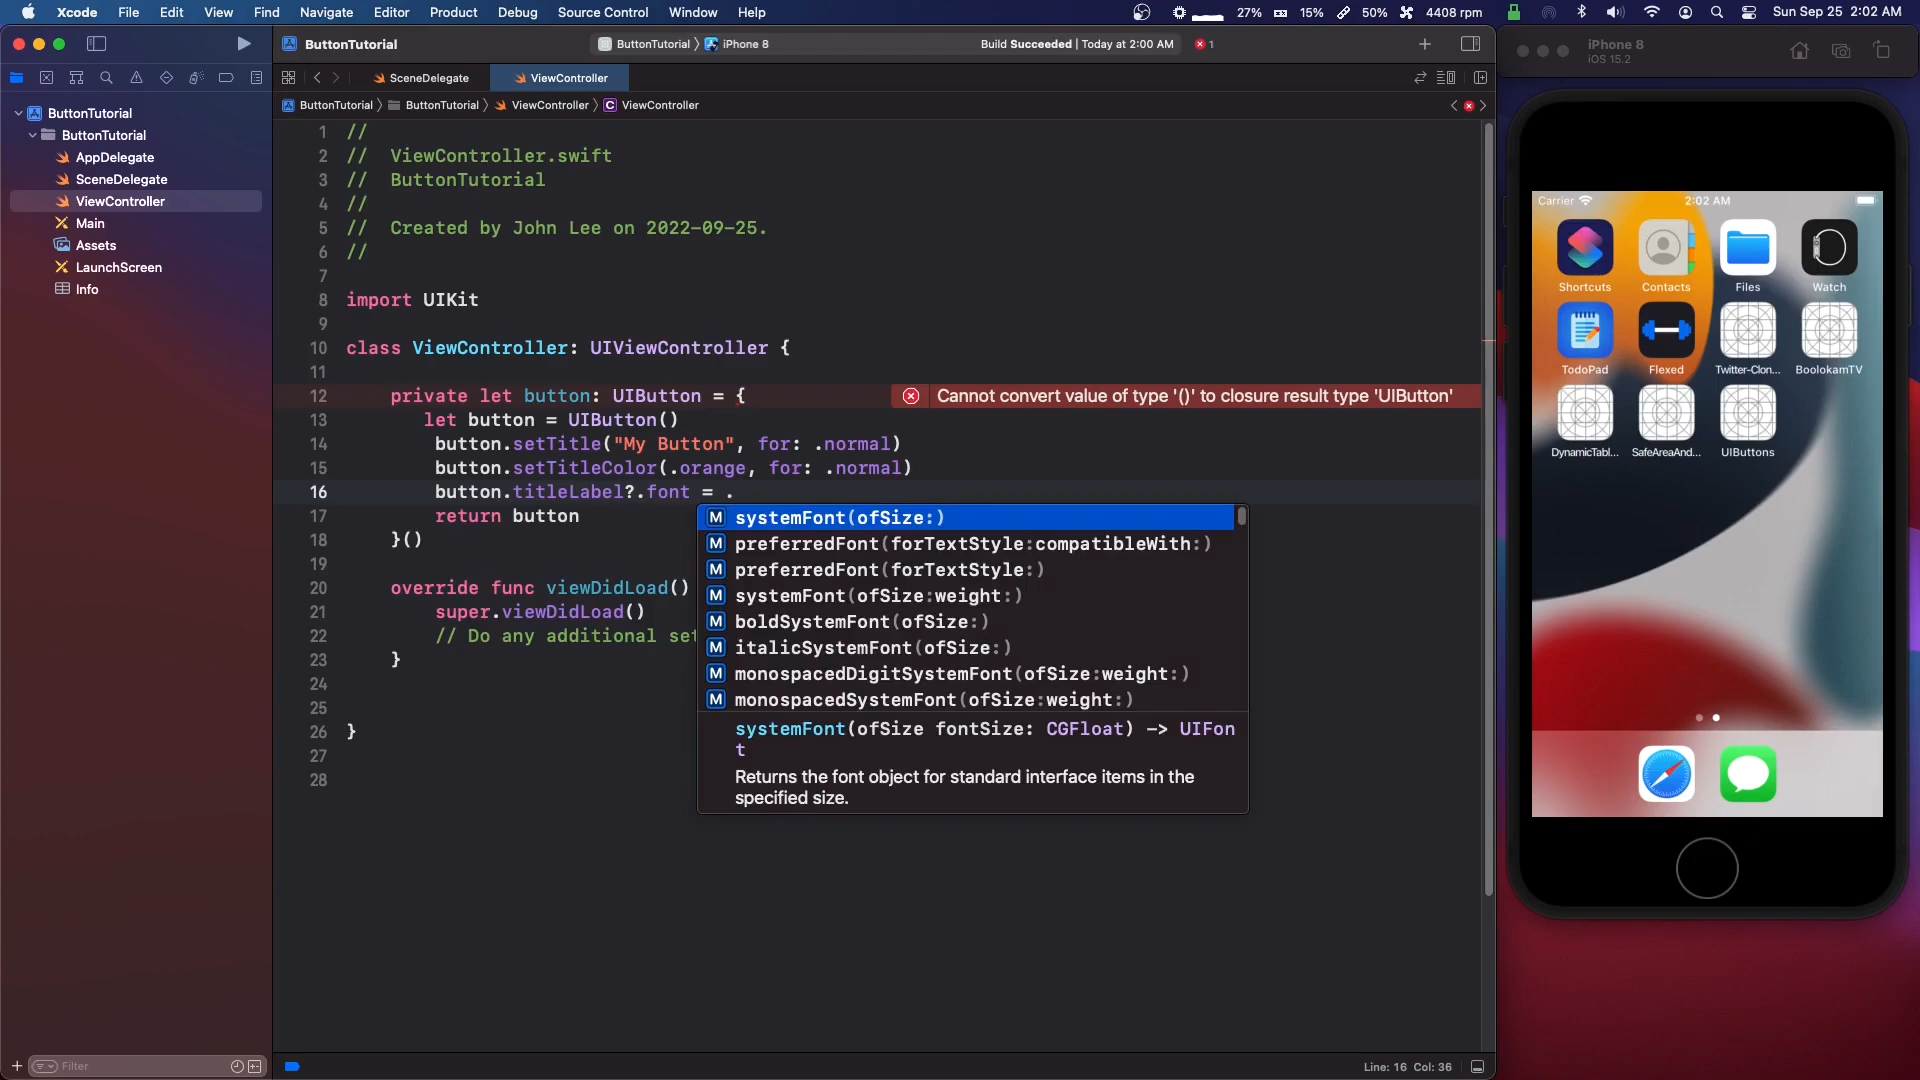 Xcode File Edit View Find Navigate Editor Product Debug Source Control Window Help 27% 15% 50% 4408 rpm Sun Sep 25 2:02 AM
ButtonTutorial
ButtonTutorial iPhone 8
Build Succeeded | Today at 2:00 AM
1
SceneDelegate
ViewController
ButtonTutorial ButtonTutorial ViewController C ViewController
ButtonTutorial
ButtonTutorial
AppDelegate
SceneDelegate
ViewController
Main
Assets
LaunchScreen
Info
Filter
1 //
2 // ViewController.swift
3 // ButtonTutorial
4 //
5 // Created by John Lee on 2022-09-25.
6 //
7
8 import UIKit
9
10 class ViewController: UIViewController {
11
12 private let button: UIButton = {
Cannot convert value of type '()' to closure result type 'UIButton'
13 let button = UIButton()
14 button.setTitle("My Button", for: .normal)
15 button.setTitleColor(.orange, for: .normal)
16 button.titleLabel?.font = .
17 return button
18 }()
19
20 override func viewDidLoad()
21 super.viewDidLoad()
22 // Do any additional set
23 }
24
25
26 }
27
28
M systemFont(ofSize:)
M preferredFont(forTextStyle:compatibleWith:)
M preferredFont(forTextStyle:)
M systemFont(ofSize:weight:)
M boldSystemFont(ofSize:)
M italicSystemFont(ofSize:)
M monospacedDigitSystemFont(ofSize:weight:)
M monospacedSystemFont(ofSize:weight:)
systemFont(ofSize fontSize: CGFloat) -> UIFon
t
Returns the font object for standard interface items in the
specified size.
Line: 16 Col: 36
iPhone 8
iOS 15.2
Carrier 2:02 AM
Shortcuts Contacts Files Watch
TodoPad Flexed Twitter-Clon... BoolokamTV
DynamicTabl... SafeAreaAnd... UIButtons